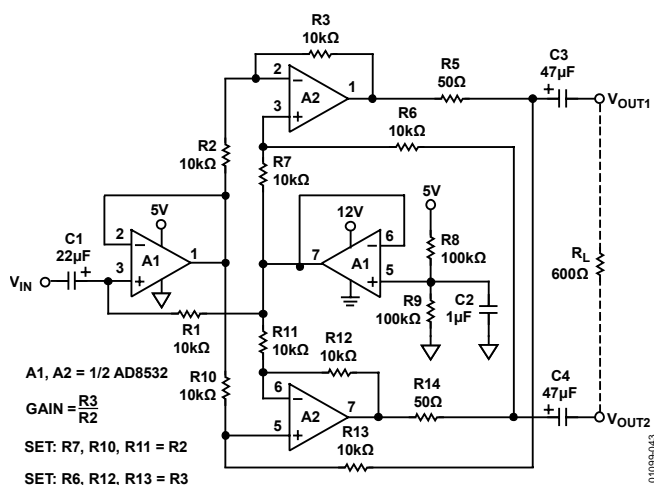 R3
10kΩ
2
A2
1
3
R5
50Ω
C3
47µF
VOUT1
R6
10kΩ
R2
10kΩ
R7
10kΩ
5V
12V
5V
2
A1
1
3
C1
22µF
VIN
7
A1
6
5
R8
100kΩ
R9
100kΩ
C2
1µF
RL
600Ω
R1
10kΩ
R11
10kΩ
R12
10kΩ
R10
10kΩ
6
A2
7
5
R14
50Ω
C4
47µF
VOUT2
R13
10kΩ
A1, A2 = 1/2 AD8532
GAIN = R3
R2
SET: R7, R10, R11 = R2
SET: R6, R12, R13 = R3
01099-043